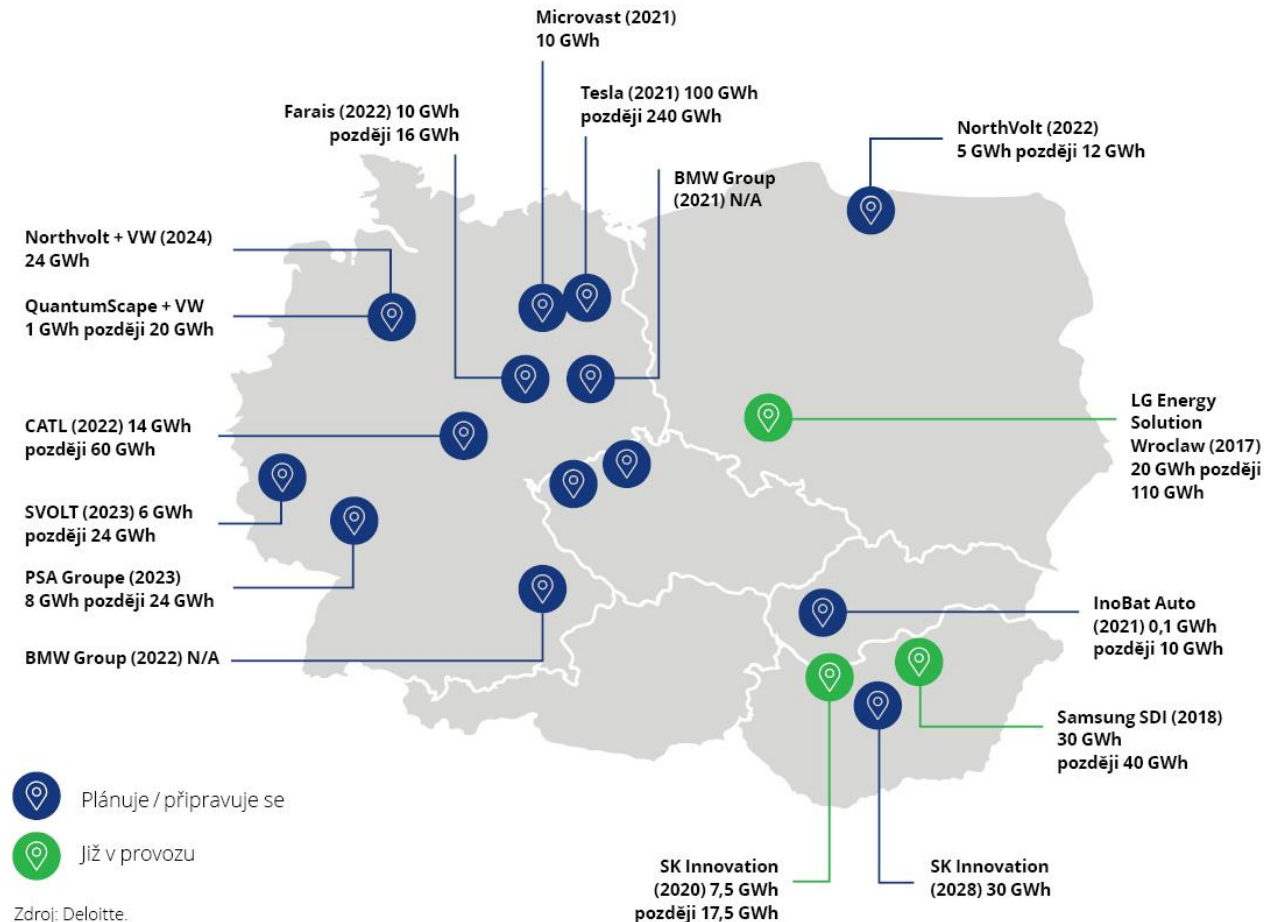 Microvast (2021)
10 GWh
Farais (2022) 10 GWh
později 16 GWh
Tesla (2021) 100 GWh
později 240 GWh
BMW Group
(2021) N/A
NorthVolt (2022)
5 GWh později 12 GWh
Northvolt + VW (2024)
24 GWh
QuantumScape + VW
1 GWh později 20 GWh
CATL (2022) 14 GWh
později 60 GWh
SVOLT (2023) 6 GWh
později 24 GWh
PSA Groupe (2023)
8 GWh později 24 GWh
BMW Group (2022) N/A
LG Energy
Solution
Wroclaw (2017)
20 GWh později
110 GWh
InoBat Auto
(2021) 0,1 GWh
později 10 GWh
Samsung SDI (2018)
30 GWh
později 40 GWh
SK Innovation
(2020) 7,5 GWh
později 17,5 GWh
SK Innovation
(2028) 30 GWh
Plánuje / připravuje se
Již v provozu
Zdroj: Deloitte.